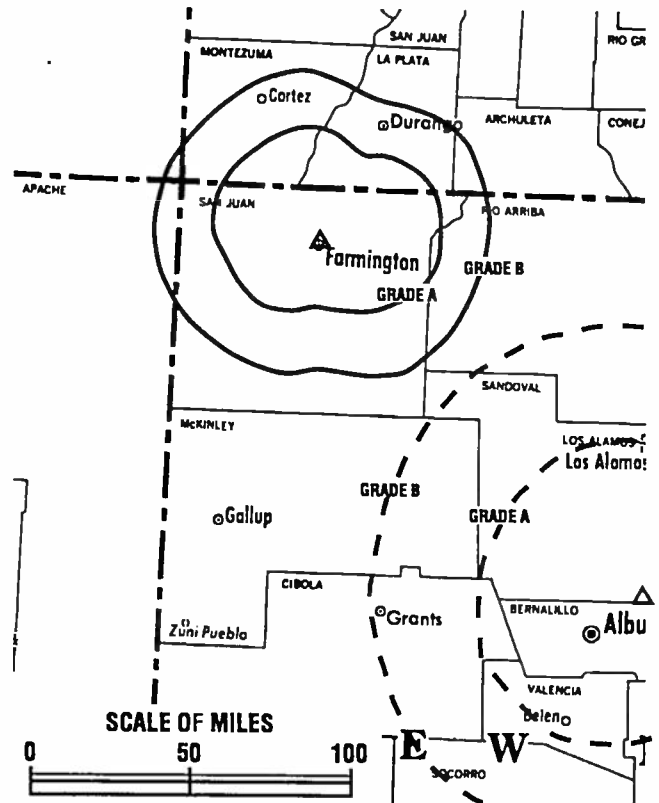 SAN JUAN
RIO GR
MONTEZUMA
LA PLATA
Cortez
Durango
ARCHULETA
CONEJ
APACHE
SAN JUAN
RIO ARRIBA
Farmington
GRADE B
GRADE A
SANDOVAL
McKINLEY
LOS ALAMOS
Los Alamos
GRADE B
GRADE A
Gallup
CIBOLA
BERNALILLO
Grants
Albu
Zuni Pueblo
VALENCIA
Belen
SCALE OF MILES
E W
0 50 100
SOCORRO